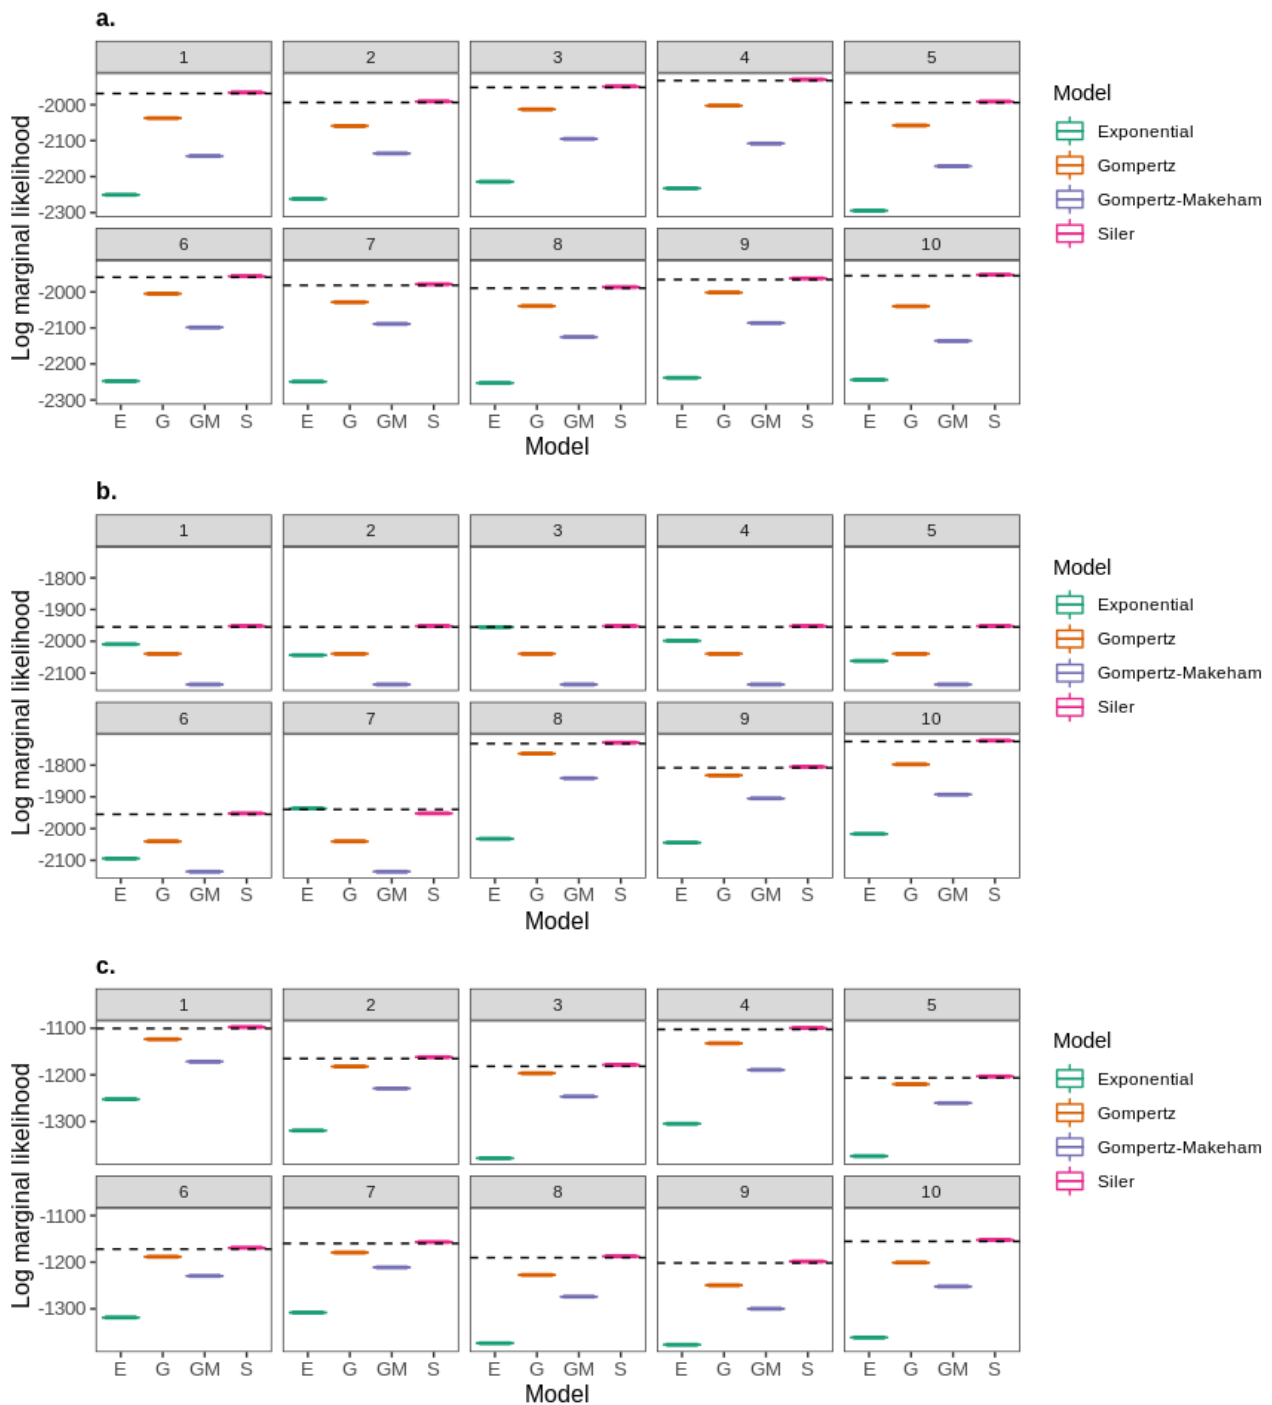 a.
1 2 3 4 5
Log marginal likelihood
-2000
-2100
-2200
-2300
6 7 8 9 10
-2000
-2100
-2200
-2300
E G GM S E G GM S E G GM S E G GM S E G GM S
Model
Model
Exponential
Gompertz
Gompertz-Makeham
Siler
b.
1 2 3 4 5
Log marginal likelihood
-1800
-1900
-2000
-2100
6 7 8 9 10
-1800
-1900
-2000
-2100
E G GM S E G GM S E G GM S E G GM S E G GM S
Model
Model
Exponential
Gompertz
Gompertz-Makeham
Siler
c.
1 2 3 4 5
Log marginal likelihood
-1100
-1200
-1300
6 7 8 9 10
-1100
-1200
-1300
E G GM S E G GM S E G GM S E G GM S E G GM S
Model
Model
Exponential
Gompertz
Gompertz-Makeham
Siler